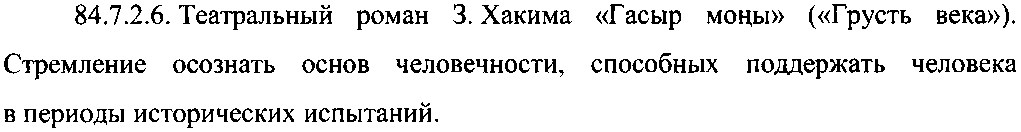 84.7.2.6. Театральный роман З. Хакима «Гасыр моңы» («Грусть века»).
Стремление осознать основ человечности, способных поддержать человека
в периоды исторических испытаний.